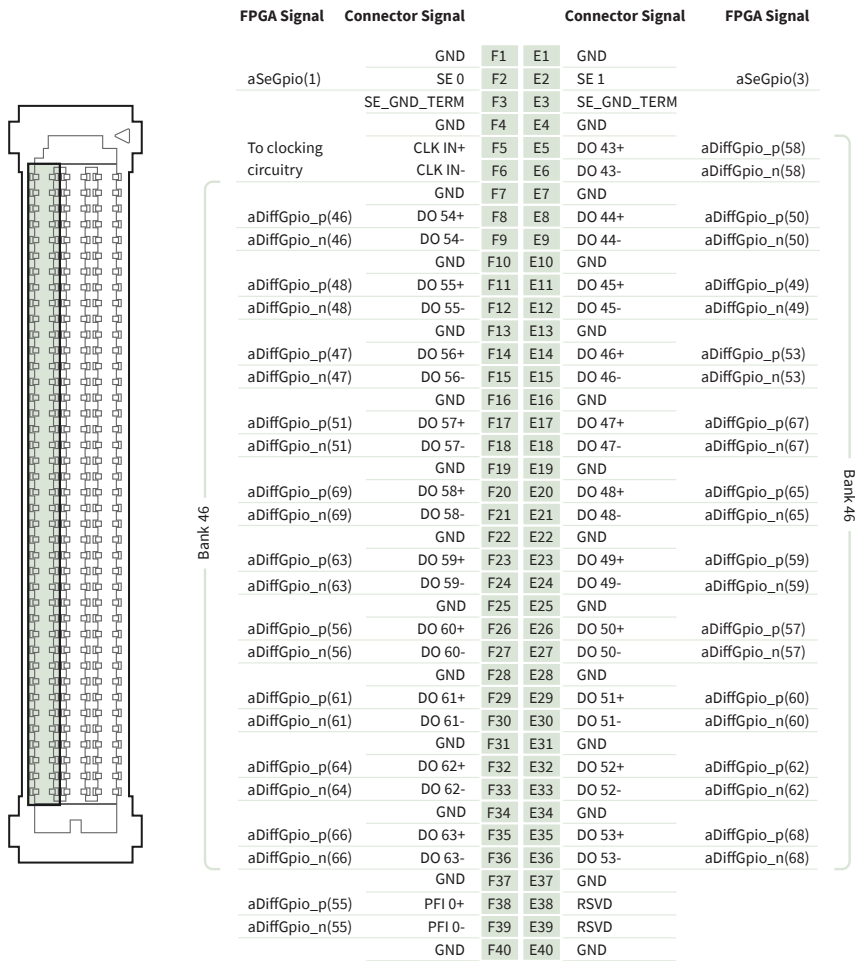 FPGA Signal Connector Signal Connector Signal FPGA Signal
GND F1 E1 GND
aSeGpio(1) SE 0 F2 E2 SE 1 aSeGpio(3)
SE_GND_TERM F3 E3 SE_GND_TERM
GND F4 E4 GND
To clocking CLK IN+ F5 E5 DO 43+ aDiffGpio_p(58)
circuitry CLK IN- F6 E6 DO 43- aDiffGpio_n(58)
GND F7 E7 GND
aDiffGpio_p(46) DO 54+ F8 E8 DO 44+ aDiffGpio_p(50)
aDiffGpio_n(46) DO 54- F9 E9 DO 44- aDiffGpio_n(50)
GND F10 E10 GND
aDiffGpio_p(48) DO 55+ F11 E11 DO 45+ aDiffGpio_p(49)
aDiffGpio_n(48) DO 55- F12 E12 DO 45- aDiffGpio_n(49)
GND F13 E13 GND
aDiffGpio_p(47) DO 56+ F14 E14 DO 46+ aDiffGpio_p(53)
aDiffGpio_n(47) DO 56- F15 E15 DO 46- aDiffGpio_n(53)
GND F16 E16 GND
aDiffGpio_p(51) DO 57+ F17 E17 DO 47+ aDiffGpio_p(67)
aDiffGpio_n(51) DO 57- F18 E18 DO 47- aDiffGpio_n(67)
GND F19 E19 GND
aDiffGpio_p(69) DO 58+ F20 E20 DO 48+ aDiffGpio_p(65)
aDiffGpio_n(69) DO 58- F21 E21 DO 48- aDiffGpio_n(65)
GND F22 E22 GND
aDiffGpio_p(63) DO 59+ F23 E23 DO 49+ aDiffGpio_p(59)
aDiffGpio_n(63) DO 59- F24 E24 DO 49- aDiffGpio_n(59)
GND F25 E25 GND
aDiffGpio_p(56) DO 60+ F26 E26 DO 50+ aDiffGpio_p(57)
aDiffGpio_n(56) DO 60- F27 E27 DO 50- aDiffGpio_n(57)
GND F28 E28 GND
aDiffGpio_p(61) DO 61+ F29 E29 DO 51+ aDiffGpio_p(60)
aDiffGpio_n(61) DO 61- F30 E30 DO 51- aDiffGpio_n(60)
GND F31 E31 GND
aDiffGpio_p(64) DO 62+ F32 E32 DO 52+ aDiffGpio_p(62)
aDiffGpio_n(64) DO 62- F33 E33 DO 52- aDiffGpio_n(62)
GND F34 E34 GND
aDiffGpio_p(66) DO 63+ F35 E35 DO 53+ aDiffGpio_p(68)
aDiffGpio_n(66) DO 63- F36 E36 DO 53- aDiffGpio_n(68)
GND F37 E37 GND
aDiffGpio_p(55) PFI 0+ F38 E38 RSVD
aDiffGpio_n(55) PFI 0- F39 E39 RSVD
GND F40 E40 GND
Bank 46
Bank 46